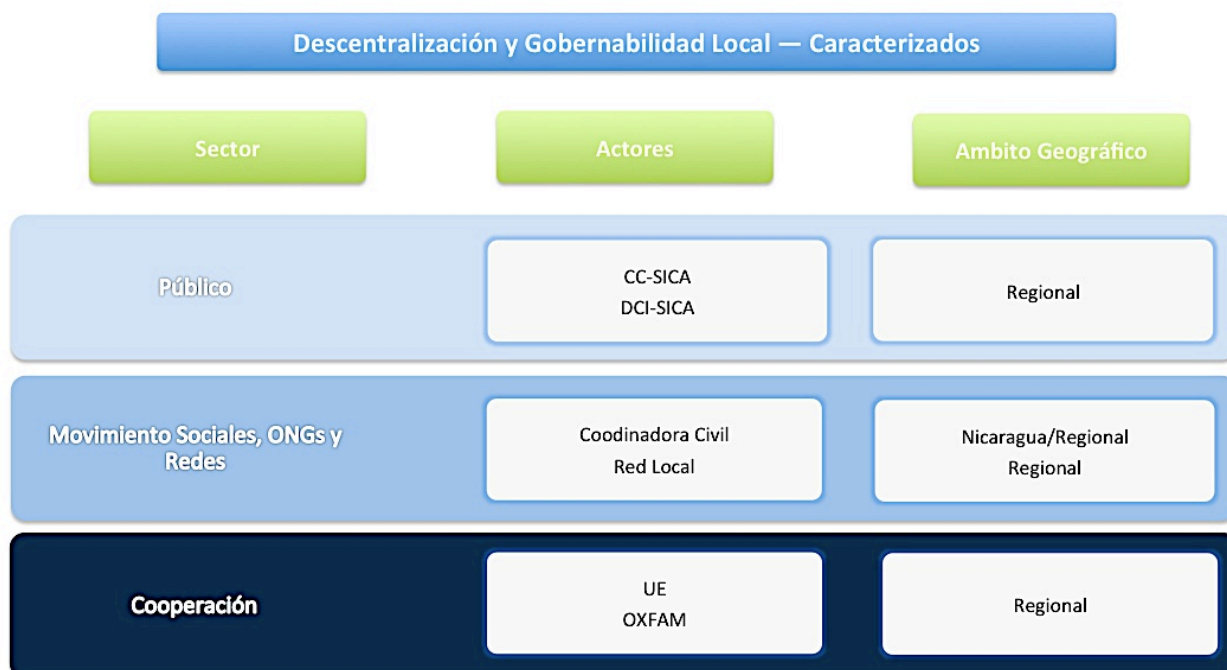 Descentralización y Gobernabilidad Local — Caracterizados
Sector
Actores
Ambito Geográfico
Público
CC-SICA
DCI-SICA
Regional
Movimiento Sociales, ONGs y
Redes
Coodinadora Civil
Red Local
Nicaragua/Regional
Regional
Cooperación
UE
OXFAM
Regional